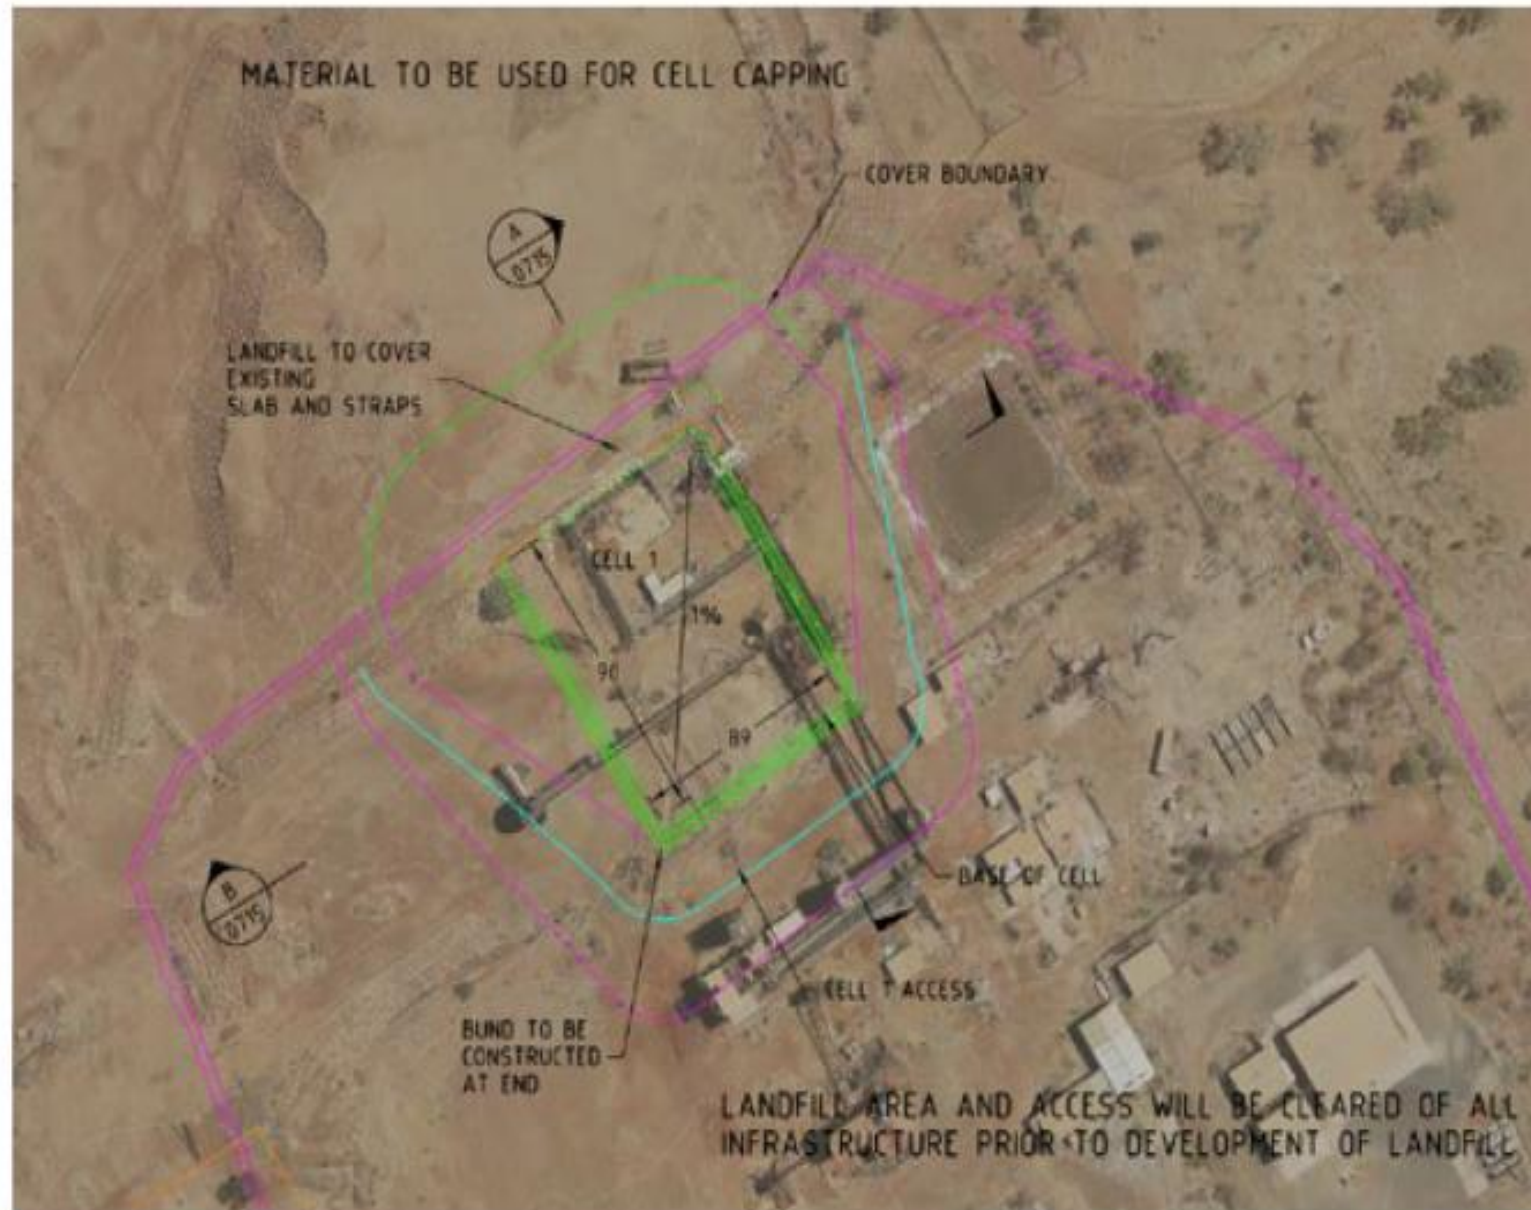 MATERIAL TO BE USED FOR CELL CAPPING
COVER BOUNDARY
A
0715
LANDFILL TO COVER
EXISTING
SLAB AND STRAPS
CELL 1
1%
90
89
B
0715
BASE OF CELL
CELL 1 ACCESS
BUND TO BE
CONSTRUCTED
AT END
LANDFILL AREA AND ACCESS WILL BE CLEARED OF ALL
INFRASTRUCTURE PRIOR TO DEVELOPMENT OF LANDFILL